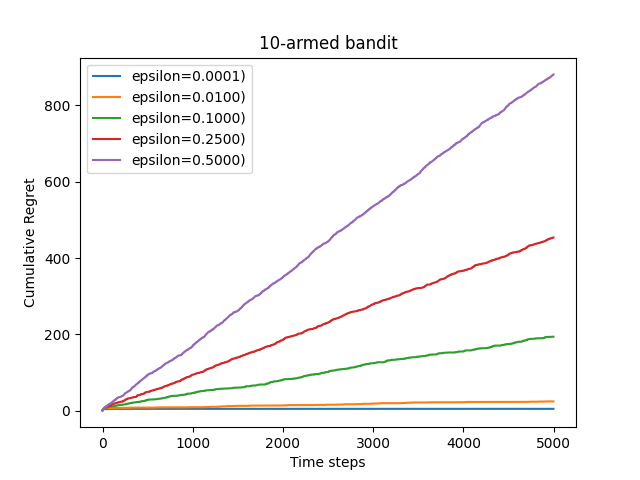 10-armed bandit
epsilon=0.0001)
epsilon=0.0100)
epsilon=0.1000)
epsilon=0.2500)
epsilon=0.5000)
Cumulative Regret
800
600
400
200
0
0 1000 2000 3000 4000 5000
Time steps